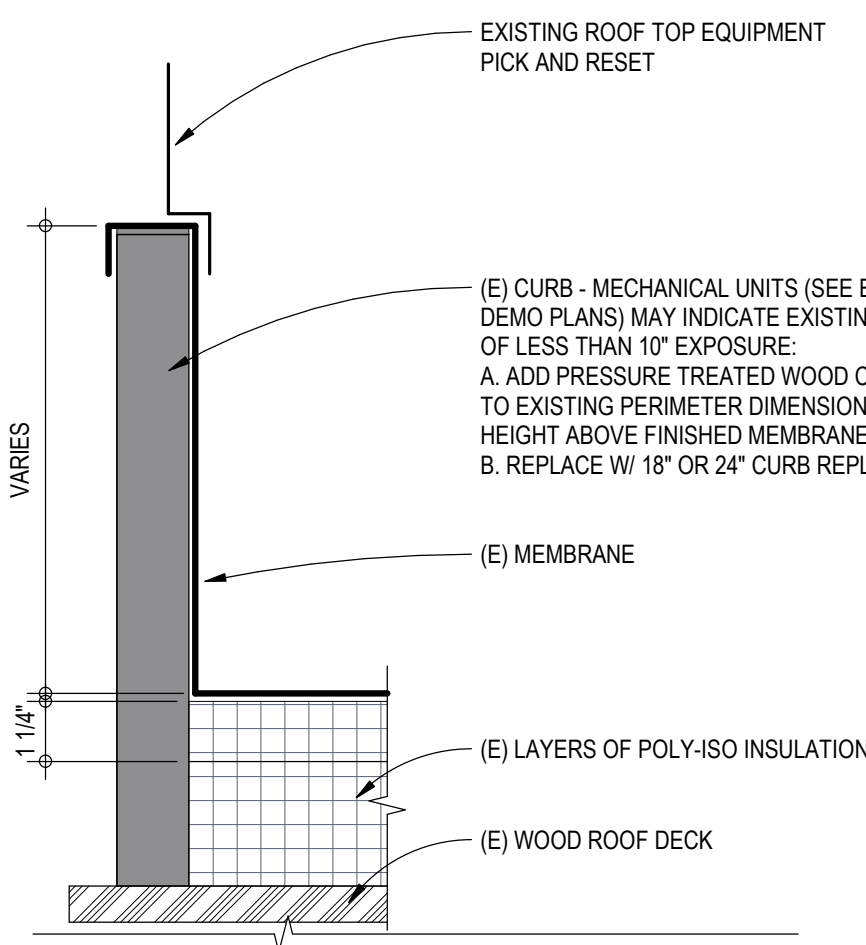 EXISTING ROOF TOP EQUIPMENT
PICK AND RESET
(E) CURB - MECHANICAL UNITS (SEE
DEMO PLANS) MAY INDICATE
OF LESS THAN 10" EXPOSURE:
A. ADD PRESSURE TREATED WOOD
TO EXISTING PERIMETER DIMENSION
HEIGHT ABOVE FINISHED MEMBRANE
B. REPLACE W/ 18" OR 24" CURB
VARIES
(E) MEMBRANE
1 1/4"
(E) LAYERS OF POLY-ISO INSULATION
(E) WOOD ROOF DECK